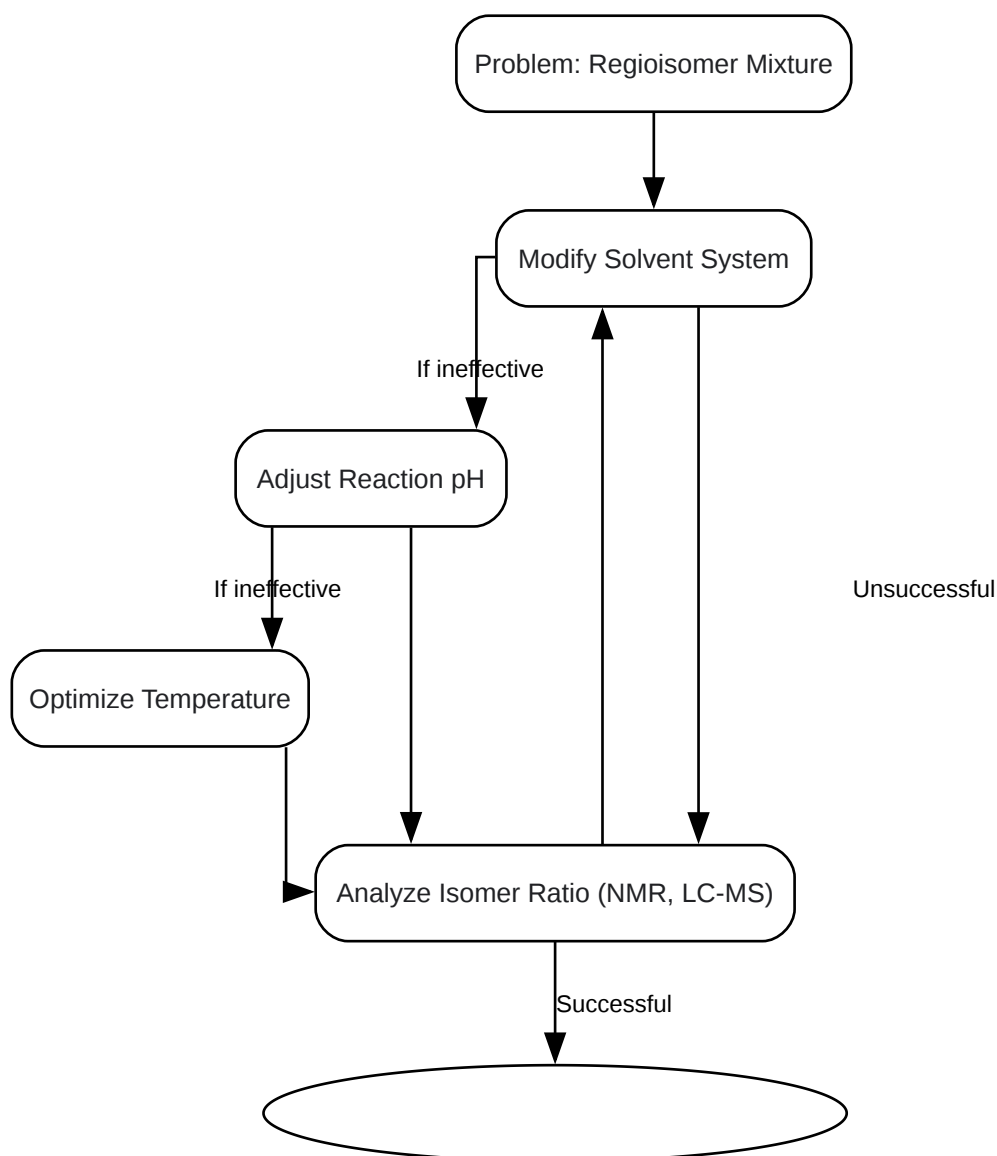 Problem: Regioisomer Mixture
Modify Solvent System
If ineffective
Adjust Reaction pH
If ineffective
Unsuccessful
Optimize Temperature
Analyze Isomer Ratio (NMR, LC-MS)
Successful